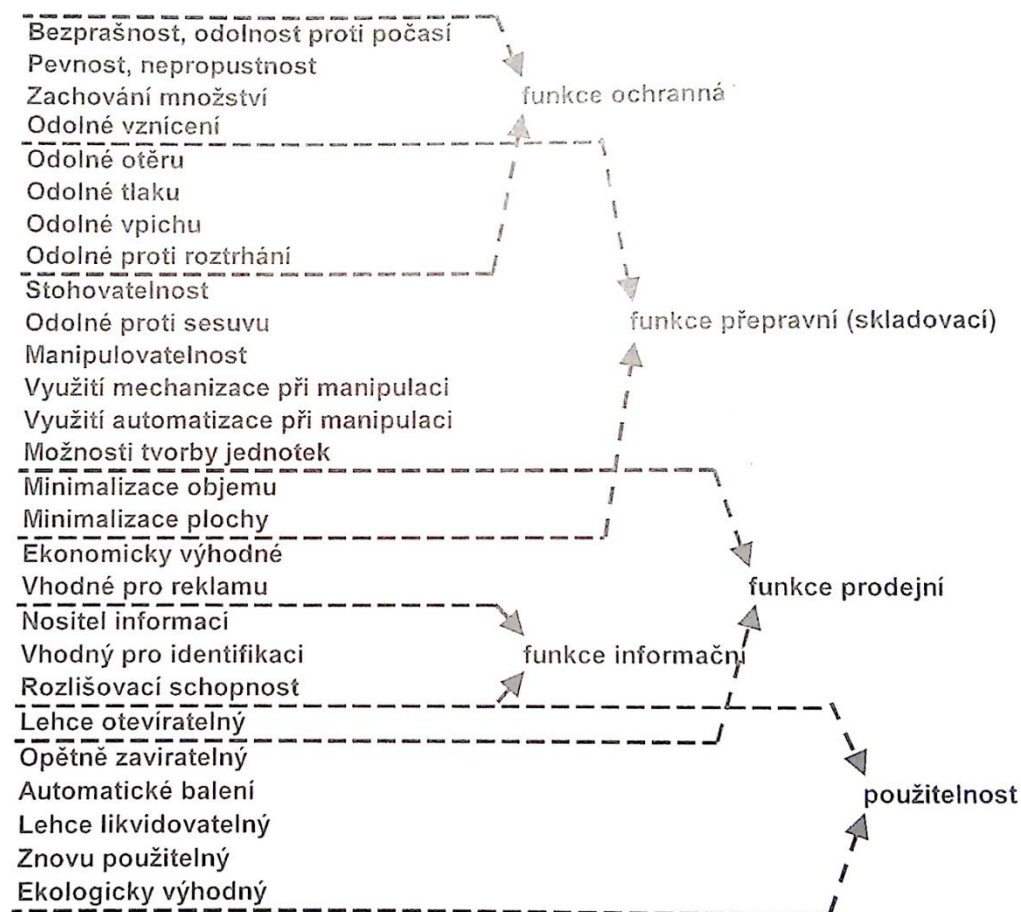 Bezprašnost, odolnost proti počasí
Pevnost, nepropustnost
Zachování množství
funkce ochranná
Odolné vznícení
Odolné otěru
Odolné tlaku
Odolné vpichu
Odolné proti roztrhání
Stohovatelnost
Odolné proti sesuvu
funkce přepravní (skladovací)
Manipulovatelnost
Využití mechanizace při manipulaci
Využití automatizace při manipulaci
Možnosti tvorby jednotek
Minimalizace objemu
Minimalizace plochy
Ekonomicky výhodné
Vhodné pro reklamu
funkce prodejní
Nositel informací
Vhodný pro identifikaci
funkce informační
Rozlišovací schopnost
Lehce otevíratelný
Opětně zavíratelný
Automatické balení
použitelnost
Lehce likvidovatelný
Znovu použitelný
Ekologicky výhodný